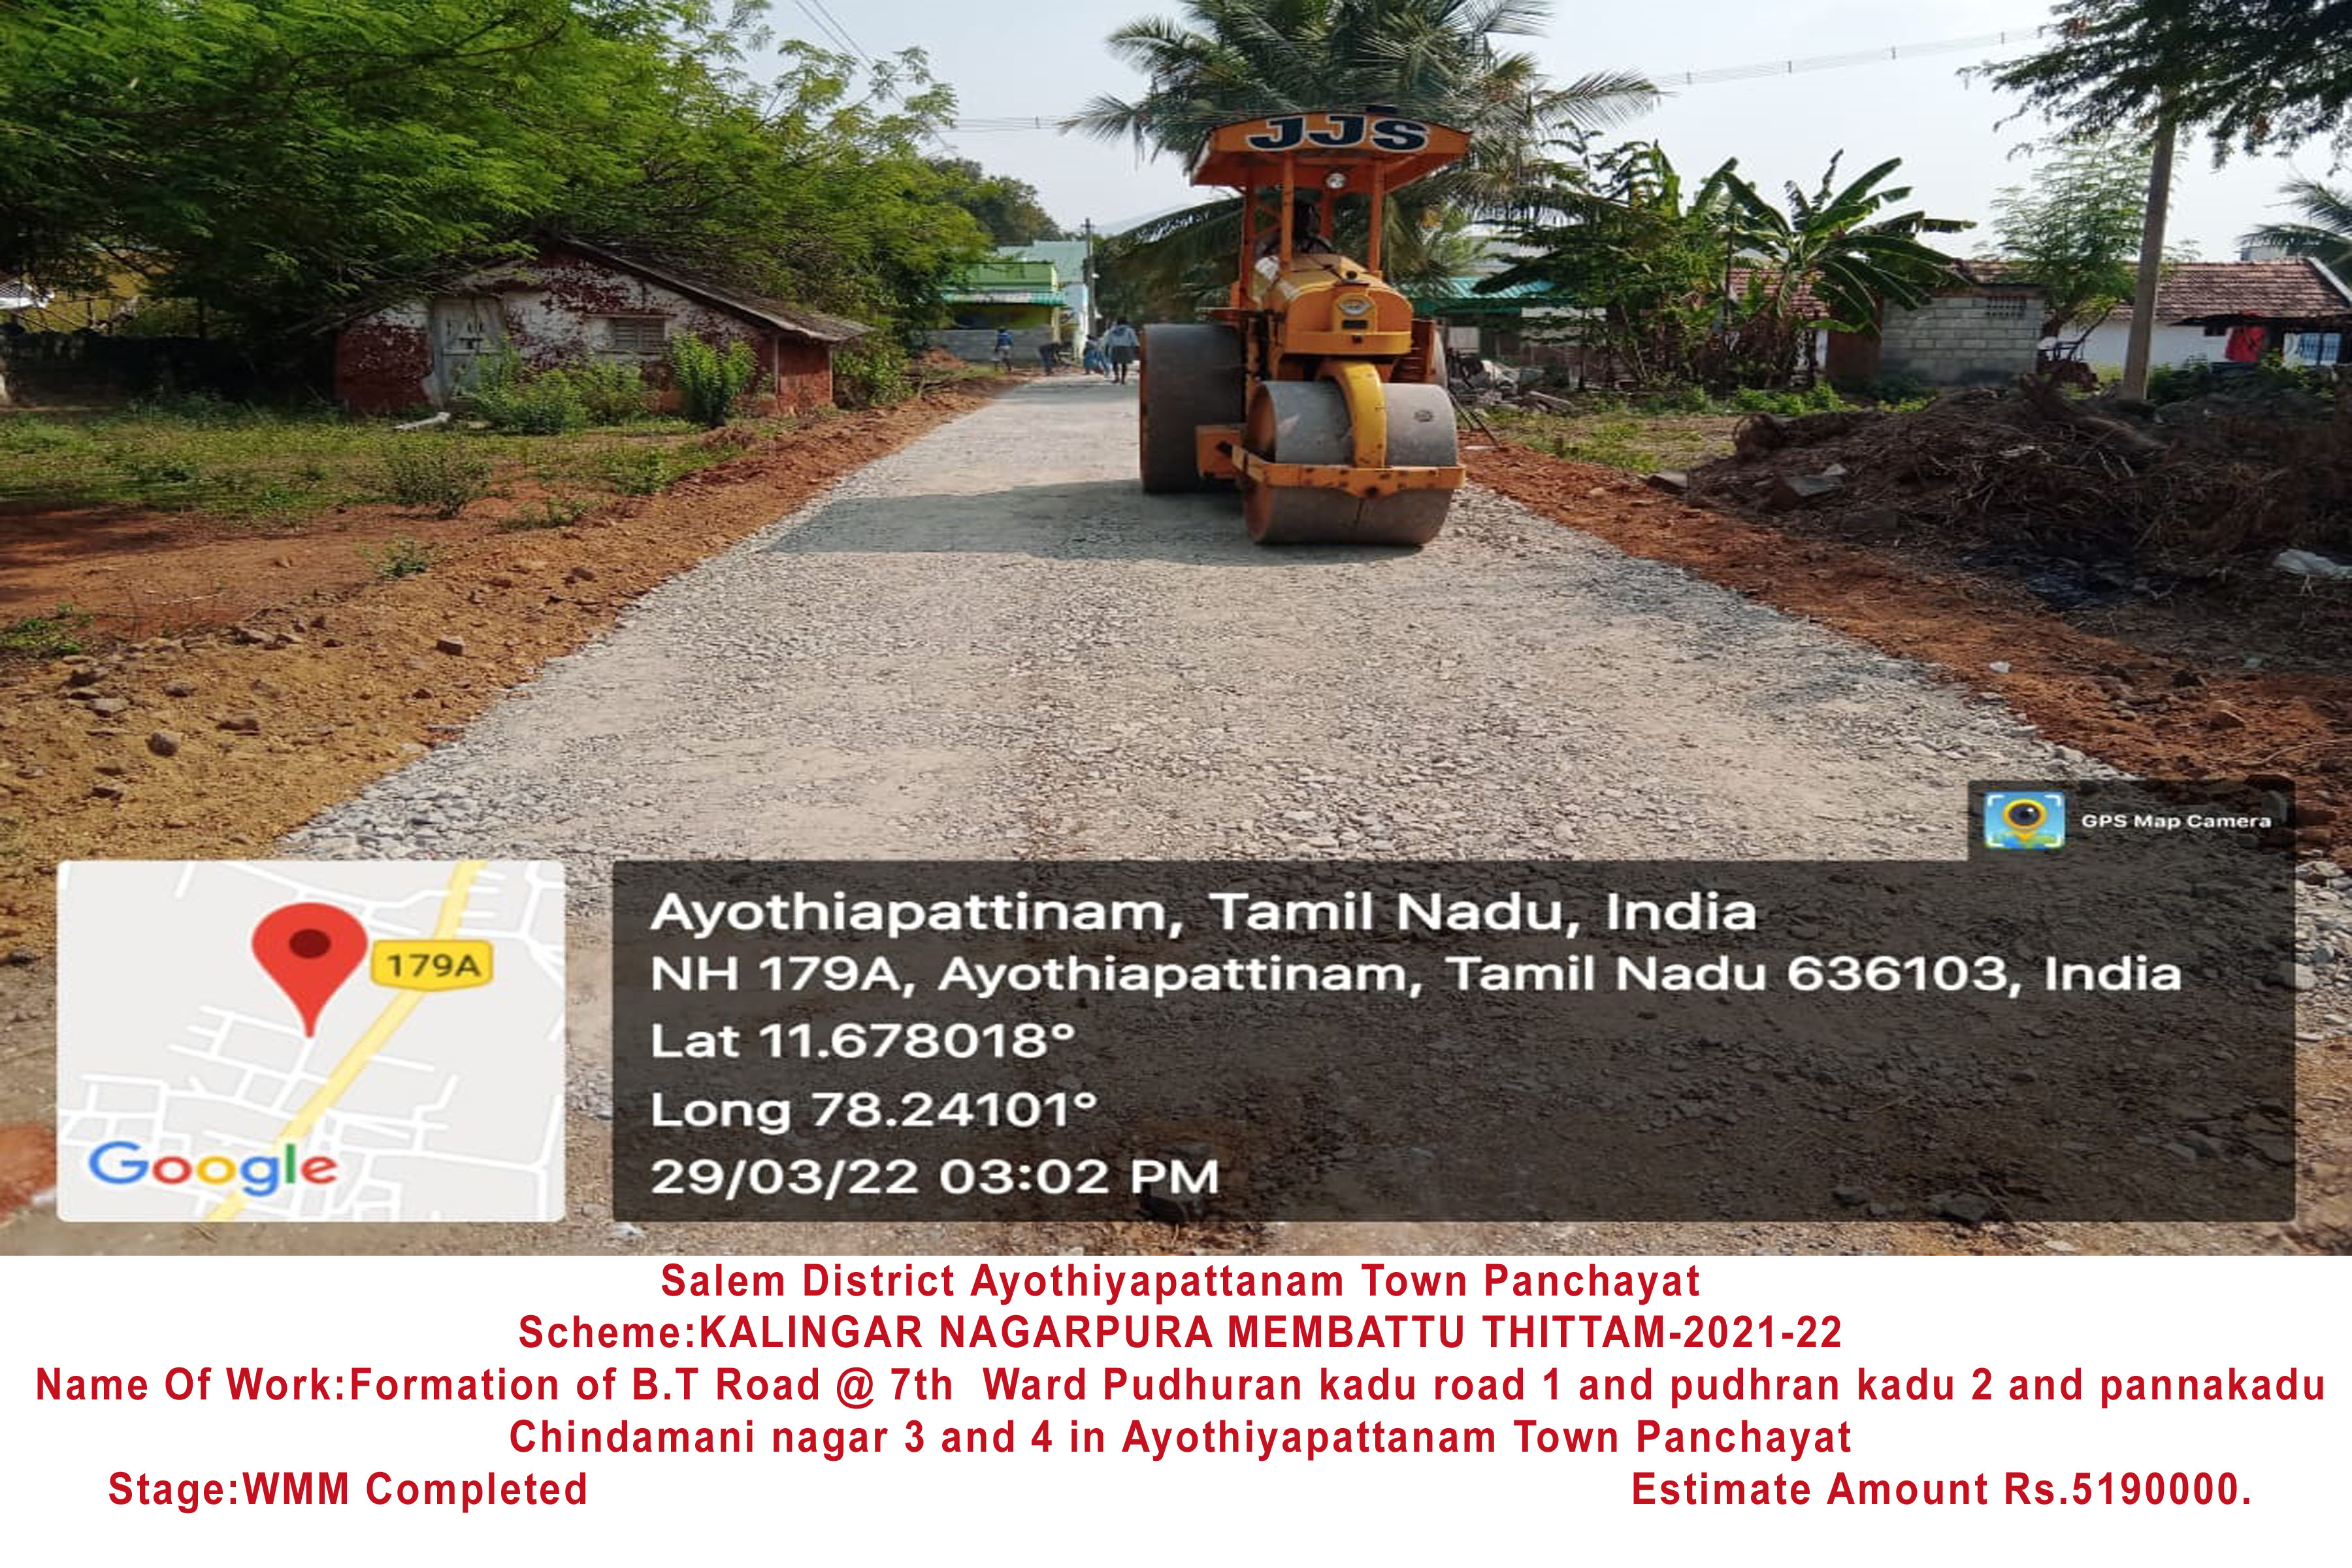 JJS
GPS Map Camera
179A
Google
Ayothiapattinam, Tamil Nadu, India
NH 179A, Ayothiapattinam, Tamil Nadu 636103, India
Lat 11.678018°
Long 78.24101°
29/03/22 03:02 PM
Salem District Ayothiyapattanam Town Panchayat
Scheme:KALINGAR NAGARPURA MEMBATTU THITTAM-2021-22
Name Of Work:Formation of B.T Road @ 7th Ward Pudhuran kadu road 1 and pudhran kadu 2 and pannakadu
Chindamani nagar 3 and 4 in Ayothiyapattanam Town Panchayat
Stage:WMM Completed Estimate Amount Rs.5190000.